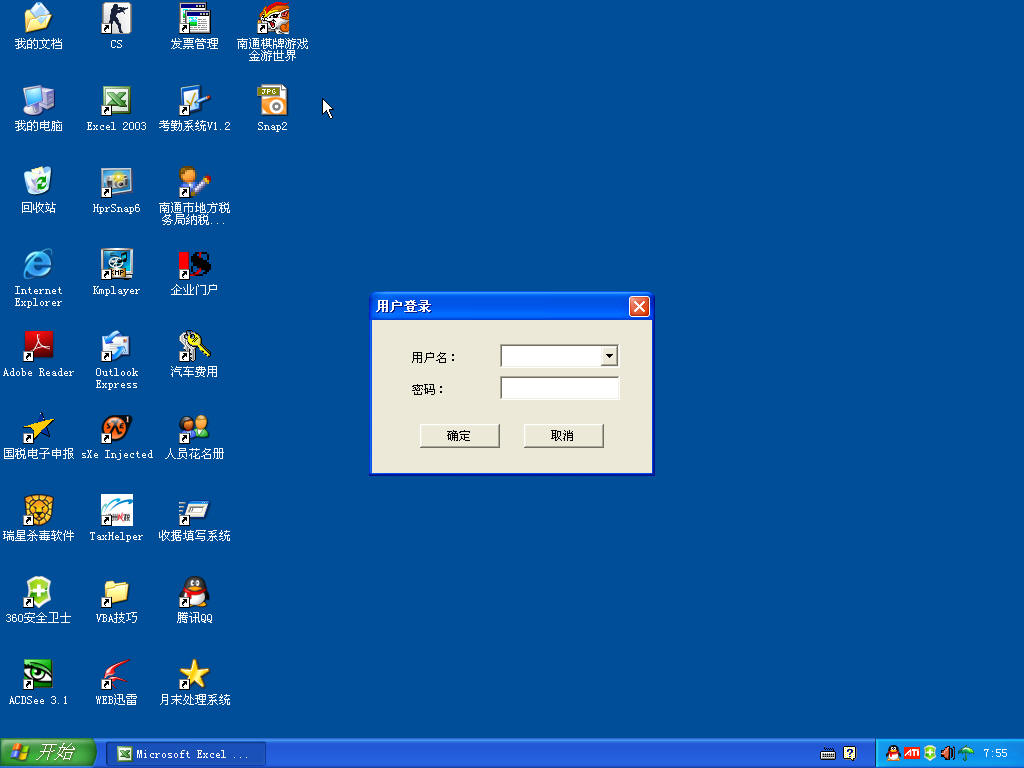 我的文档
CS
发票管理
南通棋牌游戏
金游世界
我的电脑
Excel 2003
考勤系统V1.2
JPG
Snap2
回收站
HprSnap6
南通市地方税
务局纳税...
Internet
Explorer
KMP
Kmplayer
企业门户
Adobe Reader
Outlook
Express
汽车费用
国税电子申报
sXe Injected
人员花名册
瑞星杀毒软件
TaxHelper
收据填写系统
360安全卫士
VBA技巧
腾讯QQ
ACDSee 3.1
WEB迅雷
月末处理系统
用户登录
用户名：
密码：
确定
取消
开始
Microsoft Excel ...
ATI
7:55